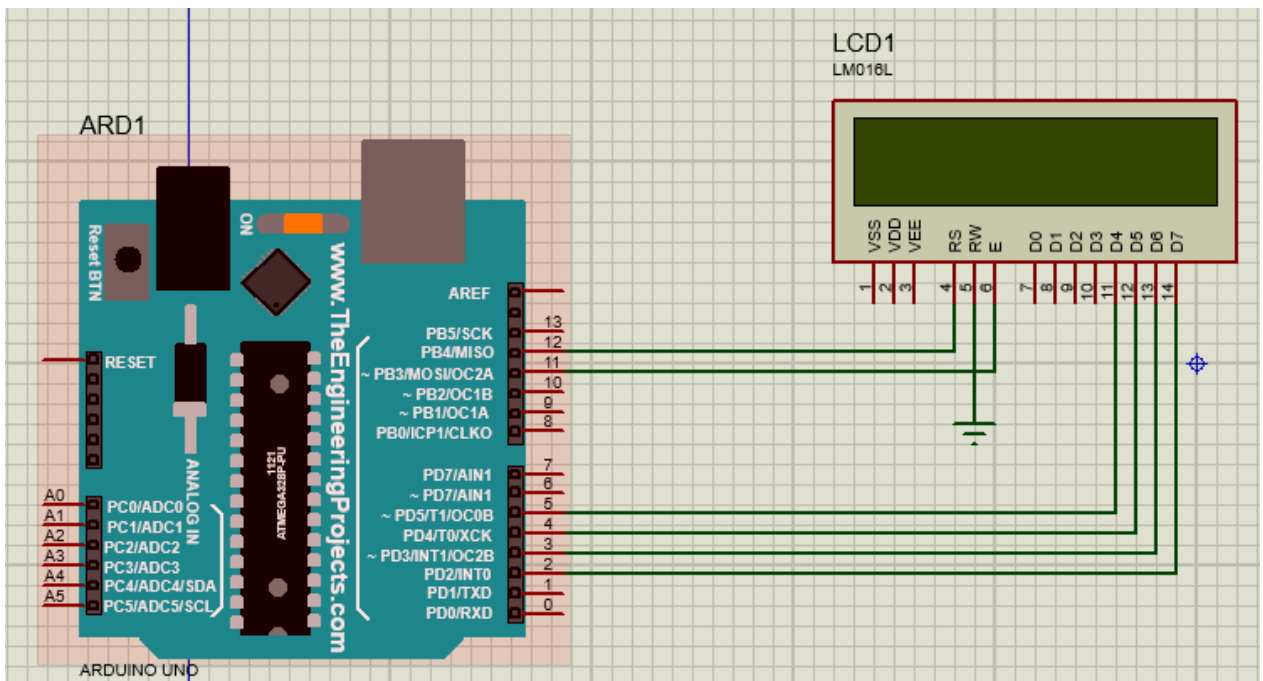 LCD1
LM016L
ARD1
Reset BTN
ON
www.TheEngineeringProjects.com
RESET
ANALOG IN
1121
ATMEGA328P-PU
AREF
PB5/SCK 13
PB4/MISO 12
~ PB3/MOSI/OC2A 11
~ PB2/OC1B 10
~ PB1/OC1A 9
PB0/ICP1/CLKO 8
PD7/AIN1 7
~ PD7/AIN1 6
~ PD5/T1/OC0B 5
PD4/T0/XCK 4
~ PD3/INT1/OC2B 3
PD2/INT0 2
PD1/TXD 1
PD0/RXD 0
A0 PC0/ADC0
A1 PC1/ADC1
A2 PC2/ADC2
A3 PC3/ADC3
A4 PC4/ADC4/SDA
A5 PC5/ADC5/SCL
ARDUINO UNO
VSS VDD VEE RS RW E D0 D1 D2 D3 D4 D5 D6 D7
1 2 3 4 5 6 7 8 9 10 11 12 13 14